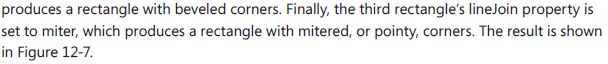 produces a rectangle with beveled corners. Finally, the third rectangle’s lineJoin property is
set to miter, which produces a rectangle with mitered, or pointy, corners. The result is shown
in Figure 12-7.